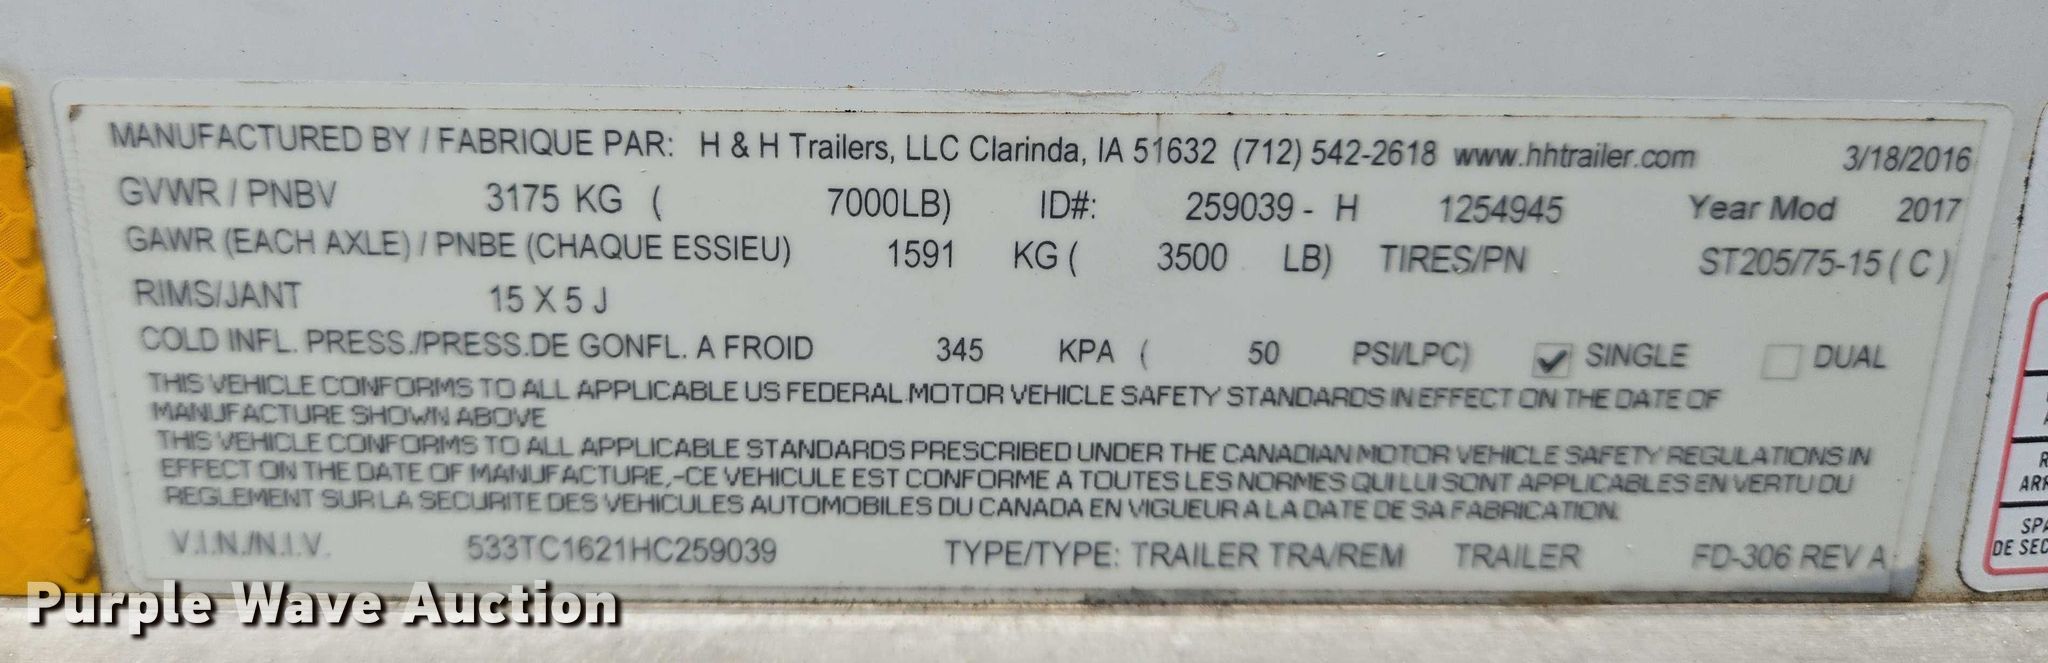 MANUFACTURED BY / FABRIQUE PAR: H & H Trailers, LLC Clarinda, IA 51632 (712) 542-2618 www.hhtrailer.com 3/18/2016
GVWR / PNBV 3175 KG ( 7000LB) ID#: 259039 - H 1254945 Year Mod 2017
GAWR (EACH AXLE) / PNBE (CHAQUE ESSIEU) 1591 KG ( 3500 LB) TIRES/PN ST205/75-15 ( C )
RIMS/JANT 15 X 5 J
COLD INFL. PRESS./PRESS.DE GONFL. A FROID 345 KPA ( 50 PSI/LPC) SINGLE DUAL
THIS VEHICLE CONFORMS TO ALL APPLICABLE US FEDERAL MOTOR VEHICLE SAFETY STANDARDS IN EFFECT ON THE DATE OF
MANUFACTURE SHOWN ABOVE
THIS VEHICLE CONFORMS TO ALL APPLICABLE STANDARDS PRESCRIBED UNDER THE CANADIAN MOTOR VEHICLE SAFETY REGULATIONS IN
EFFECT ON THE DATE OF MANUFACTURE,-CE VEHICULE EST CONFORME A TOUTES LES NORMES QUI LUI SONT APPLICABLES EN VERTU DU
REGLEMENT SUR LA SECURITE DES VEHICULES AUTOMOBILES DU CANADA EN VIGUEUR A LA DATE DE SA FABRICATION.
V.I.N./N.I.V. 533TC1621HC259039 TYPE/TYPE: TRAILER TRA/REM TRAILER FD-306 REV A
DE SEC
Purple Wave Auction